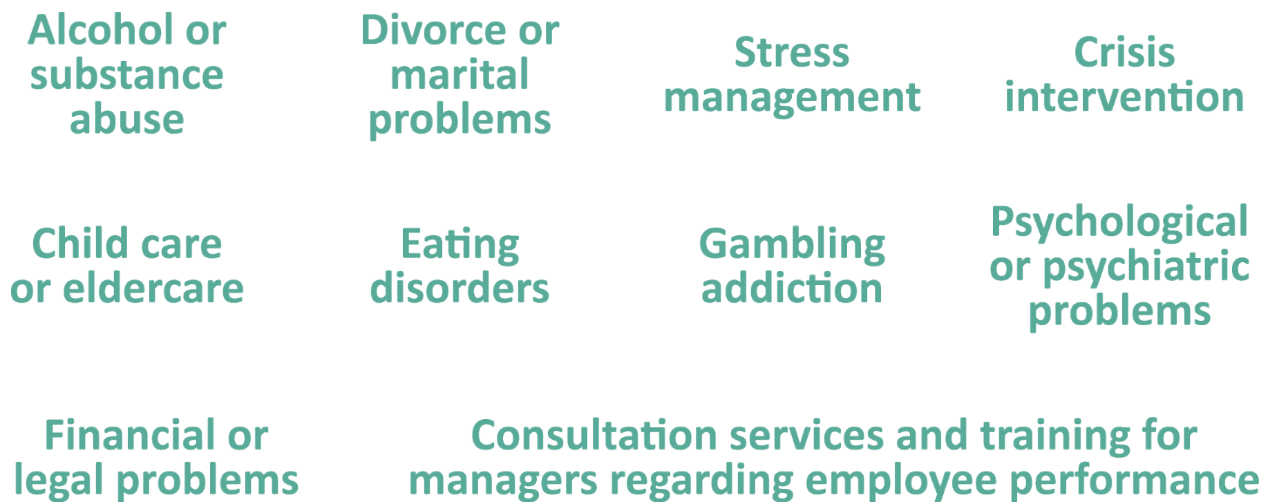 Alcohol or
substance
abuse
Divorce or
marital
problems
Stress
management
Crisis
intervention
Child care
or eldercare
Eating
disorders
Gambling
addiction
Psychological
or psychiatric
problems
Financial or
legal problems
Consultation services and training for
managers regarding employee performance